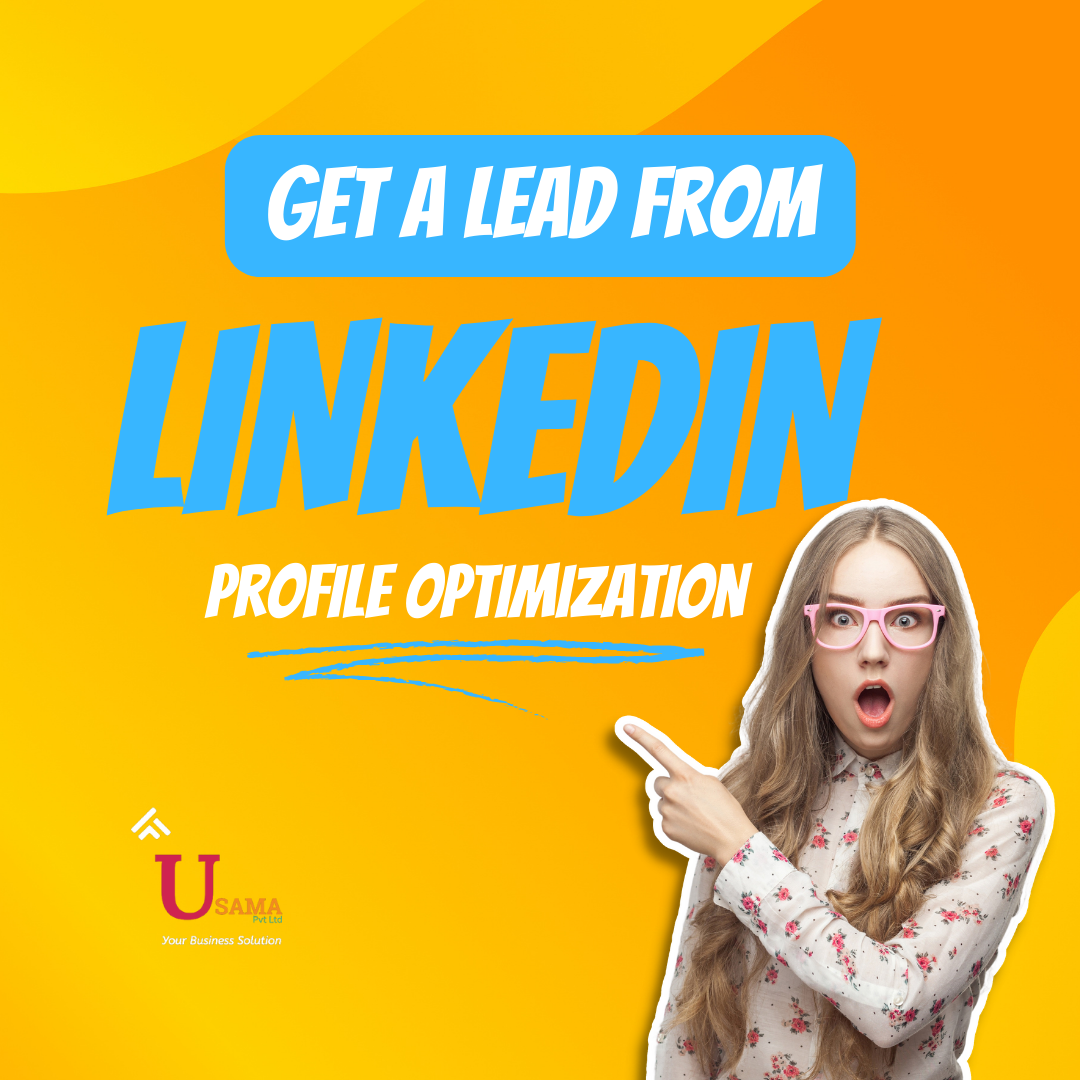 GET A LEAD FROM
LINKEDIN
PROFILE OPTIMIZATION
USAMA
Pvt Ltd
Your Business Solution